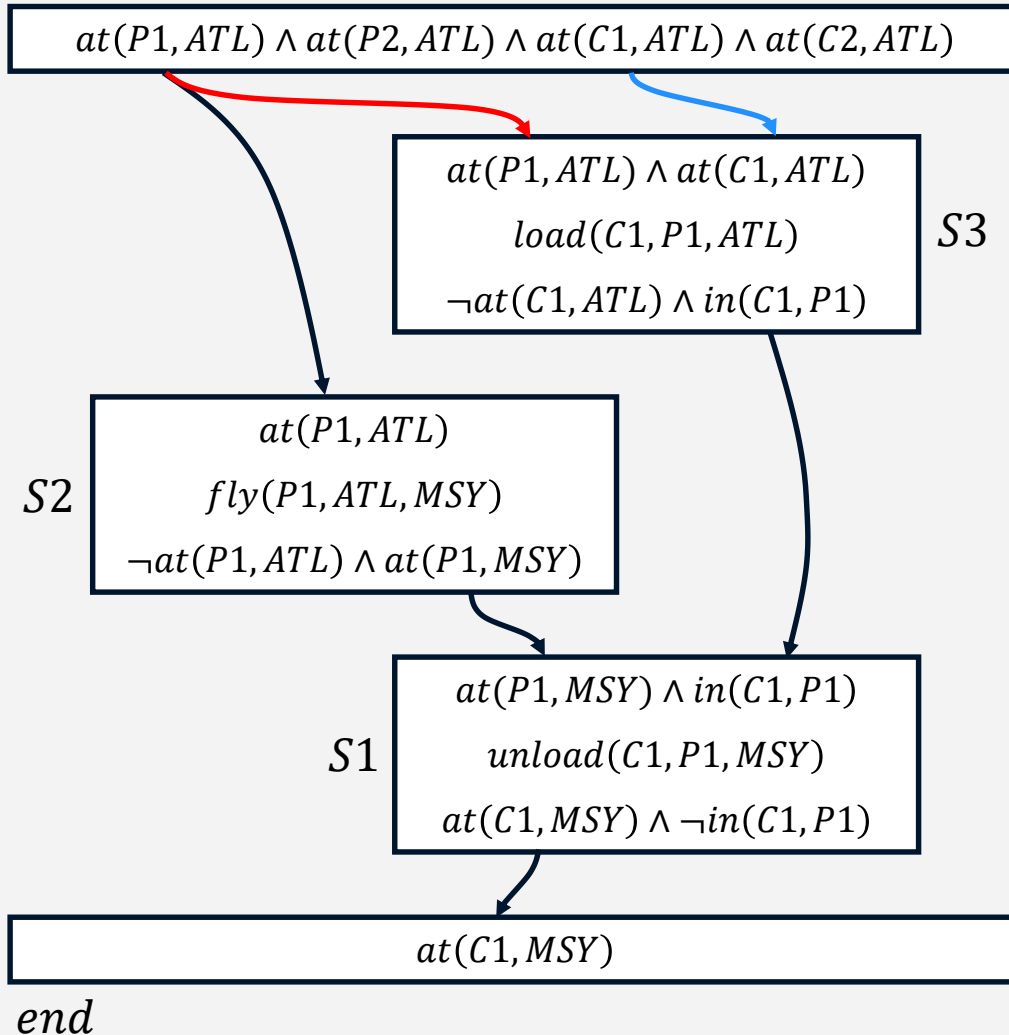 at(P1, ATL) ∧ at(P2, ATL) ∧ at(C1, ATL) ∧ at(C2, ATL)
at(P1, ATL) ∧ at(C1, ATL)
load(C1, P1, ATL)
¬at(C1, ATL) ∧ in(C1, P1)
S3
at(P1, ATL)
fly(P1, ATL, MSY)
¬at(P1, ATL) ∧ at(P1, MSY)
S2
at(P1, MSY) ∧ in(C1, P1)
unload(C1, P1, MSY)
at(C1, MSY) ∧ ¬in(C1, P1)
S1
at(C1, MSY)
end